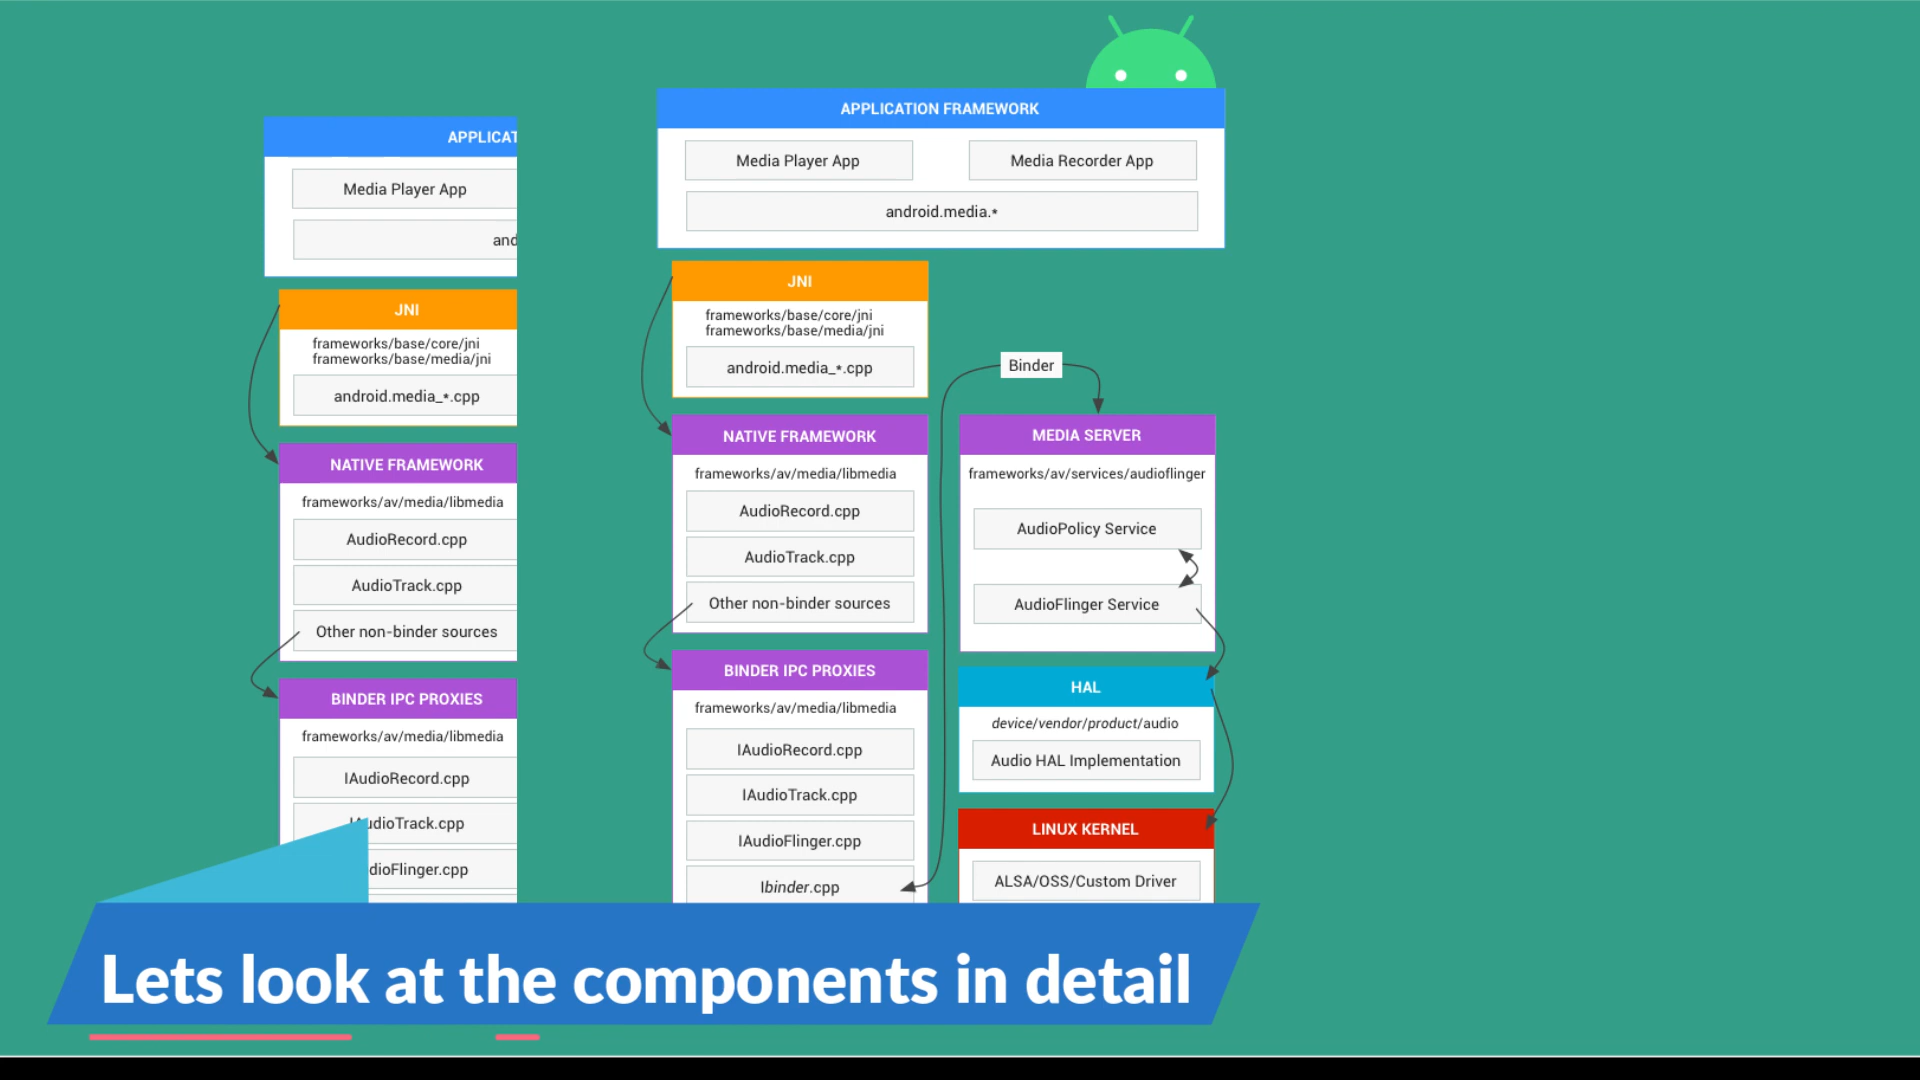 APPLICAT
Media Player App
and
JNI
frameworks/base/core/jni
frameworks/base/media/jni
android.media_*.cpp
NATIVE FRAMEWORK
frameworks/av/media/libmedia
AudioRecord.cpp
AudioTrack.cpp
Other non-binder sources
BINDER IPC PROXIES
frameworks/av/media/libmedia
IAudioRecord.cpp
IAudioTrack.cpp
dioFlinger.cpp
APPLICATION FRAMEWORK
Media Player App
Media Recorder App
android.media.*
JNI
frameworks/base/core/jni
frameworks/base/media/jni
android.media_*.cpp
NATIVE FRAMEWORK
frameworks/av/media/libmedia
AudioRecord.cpp
AudioTrack.cpp
Other non-binder sources
BINDER IPC PROXIES
frameworks/av/media/libmedia
IAudioRecord.cpp
IAudioTrack.cpp
IAudioFlinger.cpp
Ibinder.cpp
Binder
MEDIA SERVER
frameworks/av/services/audioflinger
AudioPolicy Service
AudioFlinger Service
HAL
device/vendor/product/audio
Audio HAL Implementation
LINUX KERNEL
ALSA/OSS/Custom Driver
Lets look at the components in detail